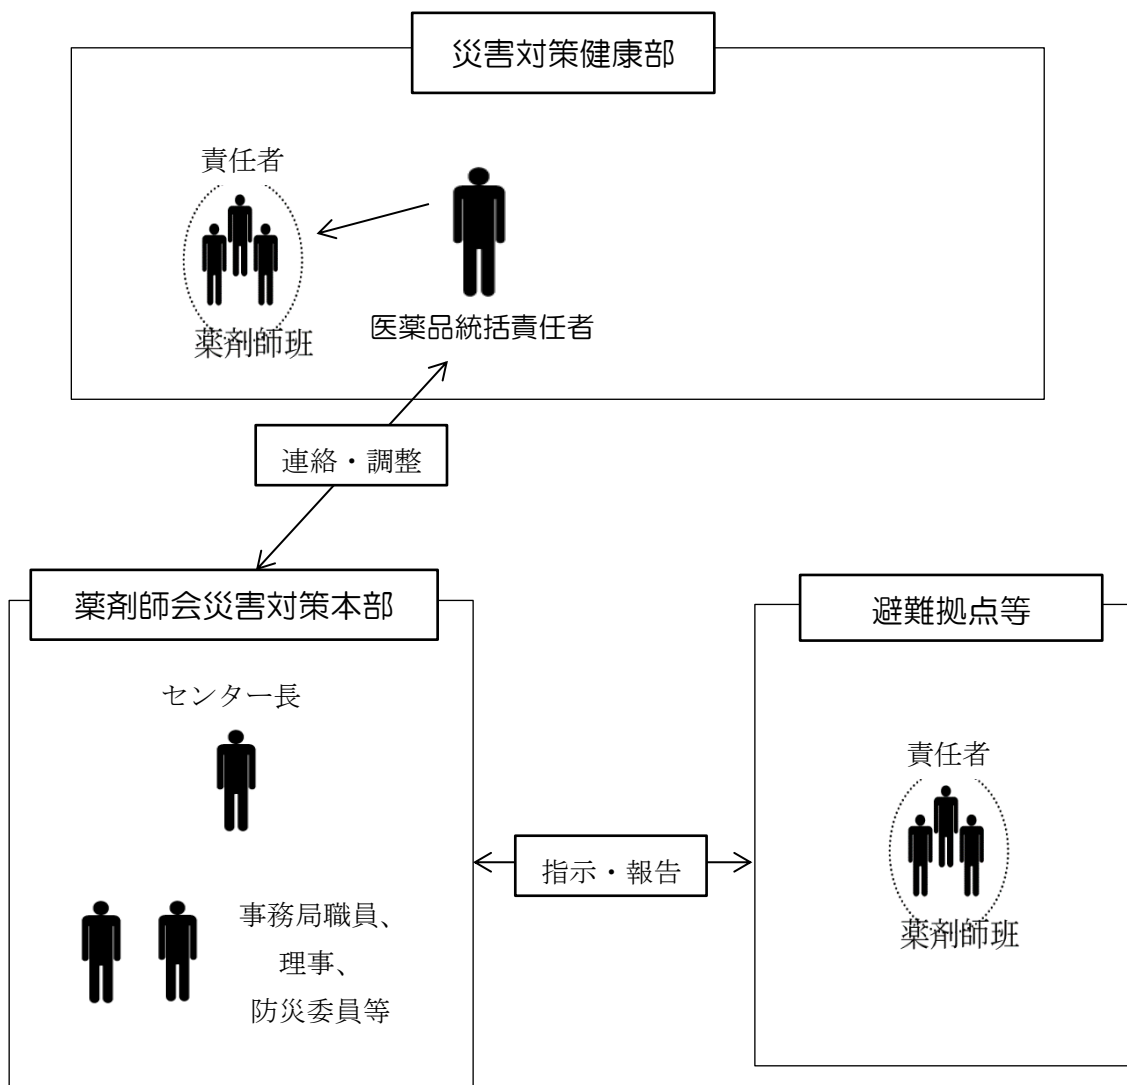 災害対策健康部
責任者
薬剤師班
医薬品統括責任者
連絡・調整
薬剤師会災害対策本部
センター長
事務局職員、
理事、
防災委員等
指示・報告
避難拠点等
責任者
薬剤師班